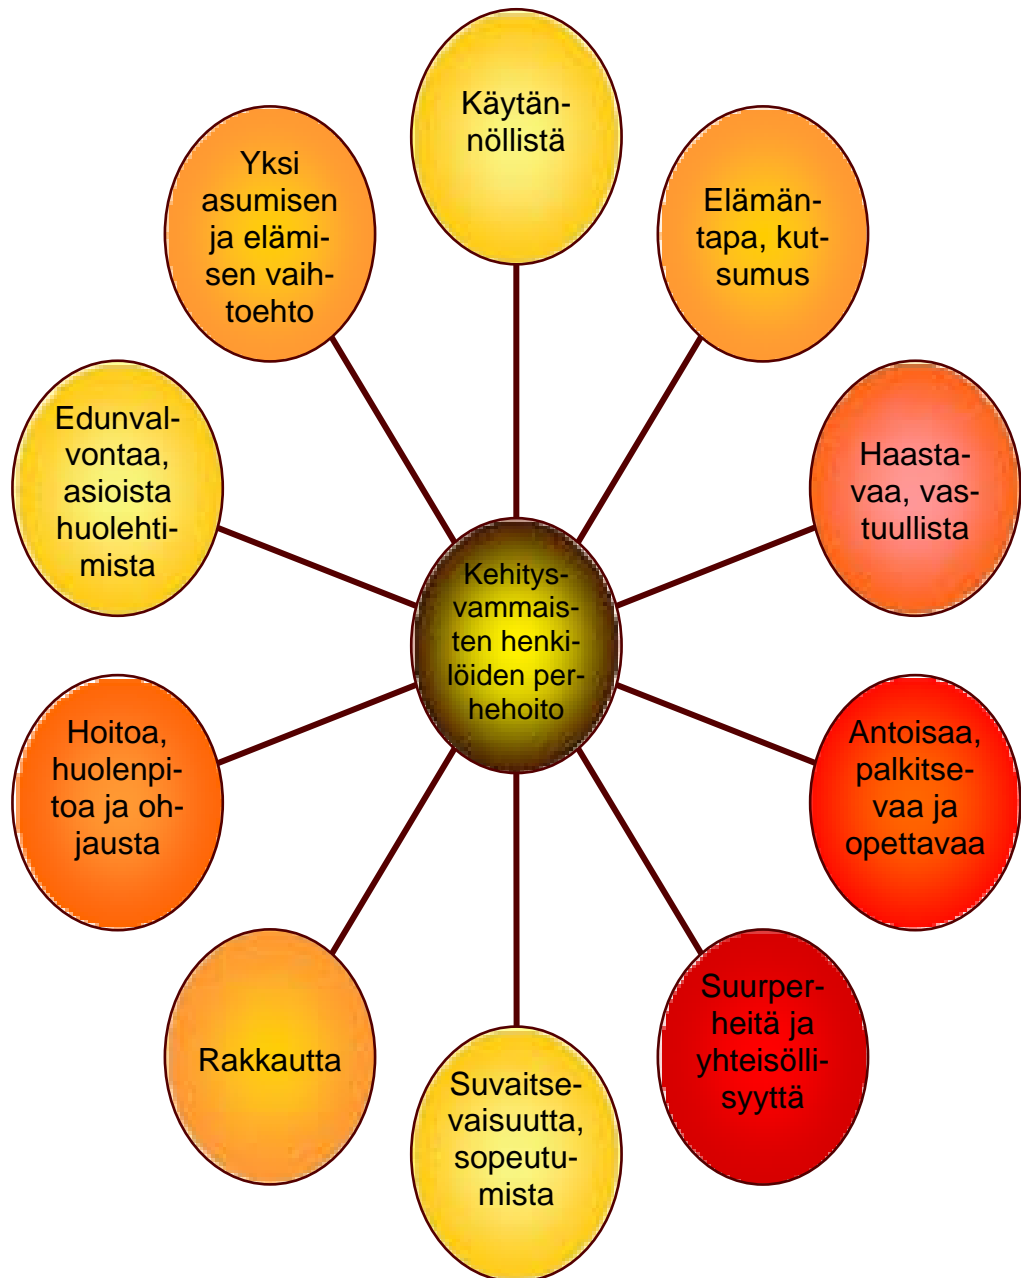 Käytän-
nöllistä
Elämän-
tapa, kut-
sumus
Haasta-
vaa, vas-
tuullista
Antoisaa,
palkitse-
vaa ja
opettavaa
Suurper-
heitä ja
yhteisölli-
syyttä
Suvaitse-
vaisuutta,
sopeutu-
mista
Rakkautta
Hoitoa,
huolenpi-
toa ja oh-
jausta
Edunval-
vontaa,
asioista
huolehti-
mista
Yksi
asumisen
ja elämi-
sen vaih-
toehto
Kehitys-
vammais-
ten henki-
löiden per-
hehoito